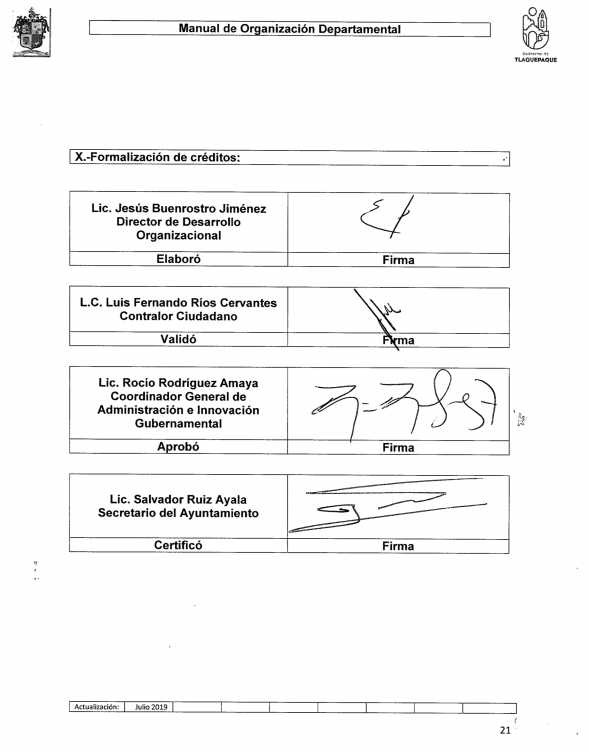 Manual de Organización Departamental
Gobierno de
TLAQUEPAQUE
X.-Formalización de créditos:
Lic. Jesús Buenrostro Jiménez
Director de Desarrollo
Organizacional
Elaboró
Firma
L.C. Luis Fernando Ríos Cervantes
Contralor Ciudadano
Validó
Firma
Lic. Rocío Rodríguez Amaya
Coordinador General de
Administración e Innovación
Gubernamental
Aprobó
Firma
Lic. Salvador Ruiz Ayala
Secretario del Ayuntamiento
Certificó
Firma
Actualización: Julio 2019
21